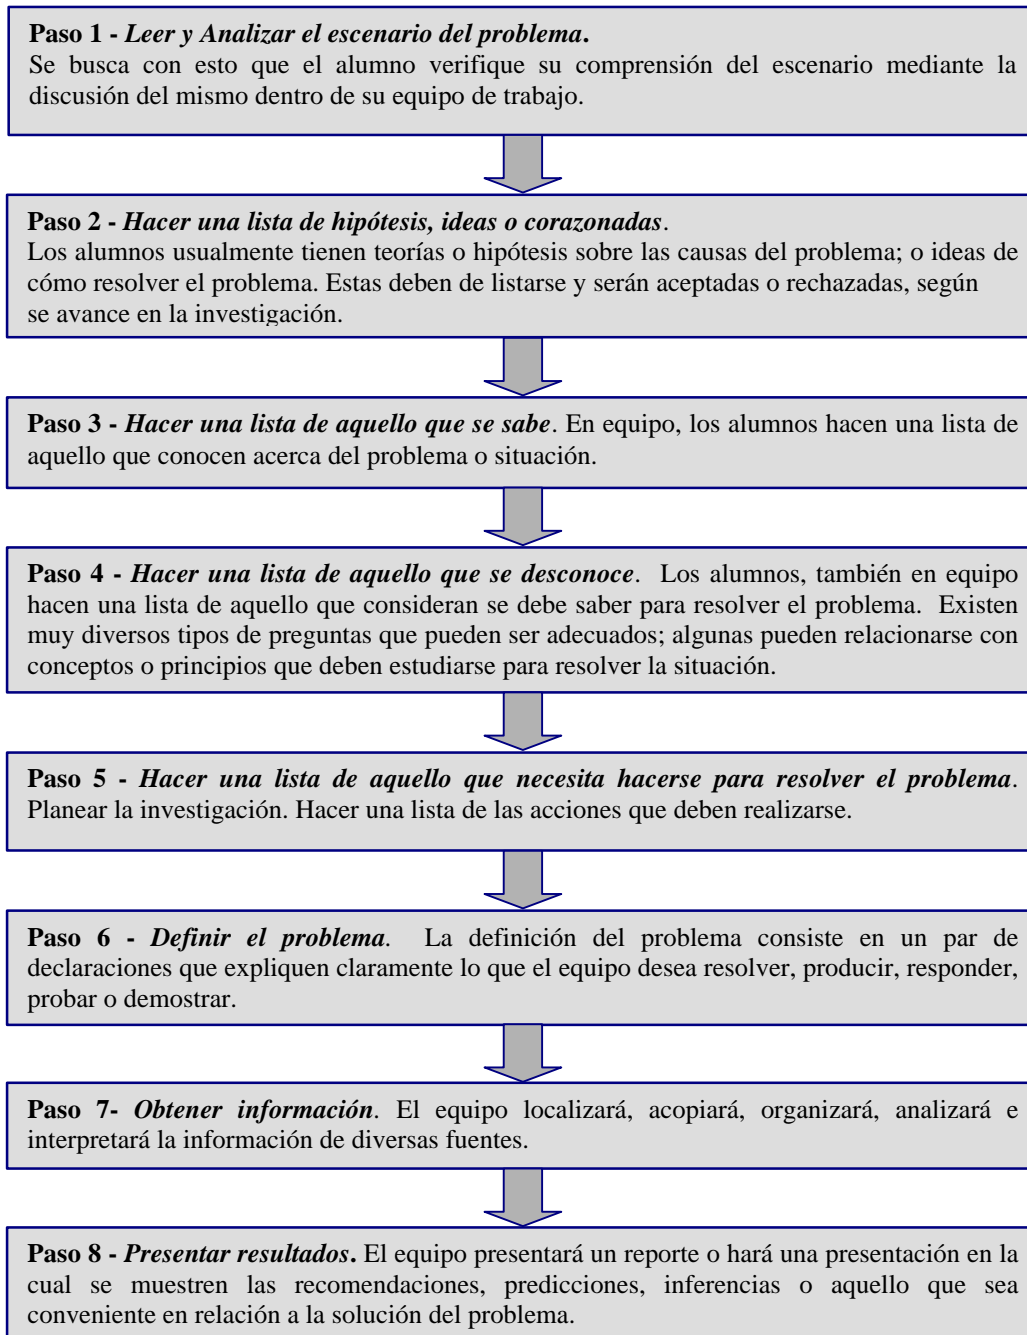 Paso 1 - Leer y Analizar el escenario del problema.
Se busca con esto que el alumno verifique su comprensión del escenario mediante la
discusión del mismo dentro de su equipo de trabajo.
Paso 2 - Hacer una lista de hipótesis, ideas o corazonadas.
Los alumnos usualmente tienen teorías o hipótesis sobre las causas del problema; o ideas de
cómo resolver el problema. Estas deben de listarse y serán aceptadas o rechazadas, según
se avance en la investigación.
Paso 3 - Hacer una lista de aquello que se sabe. En equipo, los alumnos hacen una lista de
aquello que conocen acerca del problema o situación.
Paso 4 - Hacer una lista de aquello que se desconoce. Los alumnos, también en equipo
hacen una lista de aquello que consideran se debe saber para resolver el problema. Existen
muy diversos tipos de preguntas que pueden ser adecuados; algunas pueden relacionarse con
conceptos o principios que deben estudiarse para resolver la situación.
Paso 5 - Hacer una lista de aquello que necesita hacerse para resolver el problema.
Planear la investigación. Hacer una lista de las acciones que deben realizarse.
Paso 6 - Definir el problema. La definición del problema consiste en un par de
declaraciones que expliquen claramente lo que el equipo desea resolver, producir, responder,
probar o demostrar.
Paso 7- Obtener información. El equipo localizará, acopiará, organizará, analizará e
interpretará la información de diversas fuentes.
Paso 8 - Presentar resultados. El equipo presentará un reporte o hará una presentación en la
cual se muestren las recomendaciones, predicciones, inferencias o aquello que sea
conveniente en relación a la solución del problema.